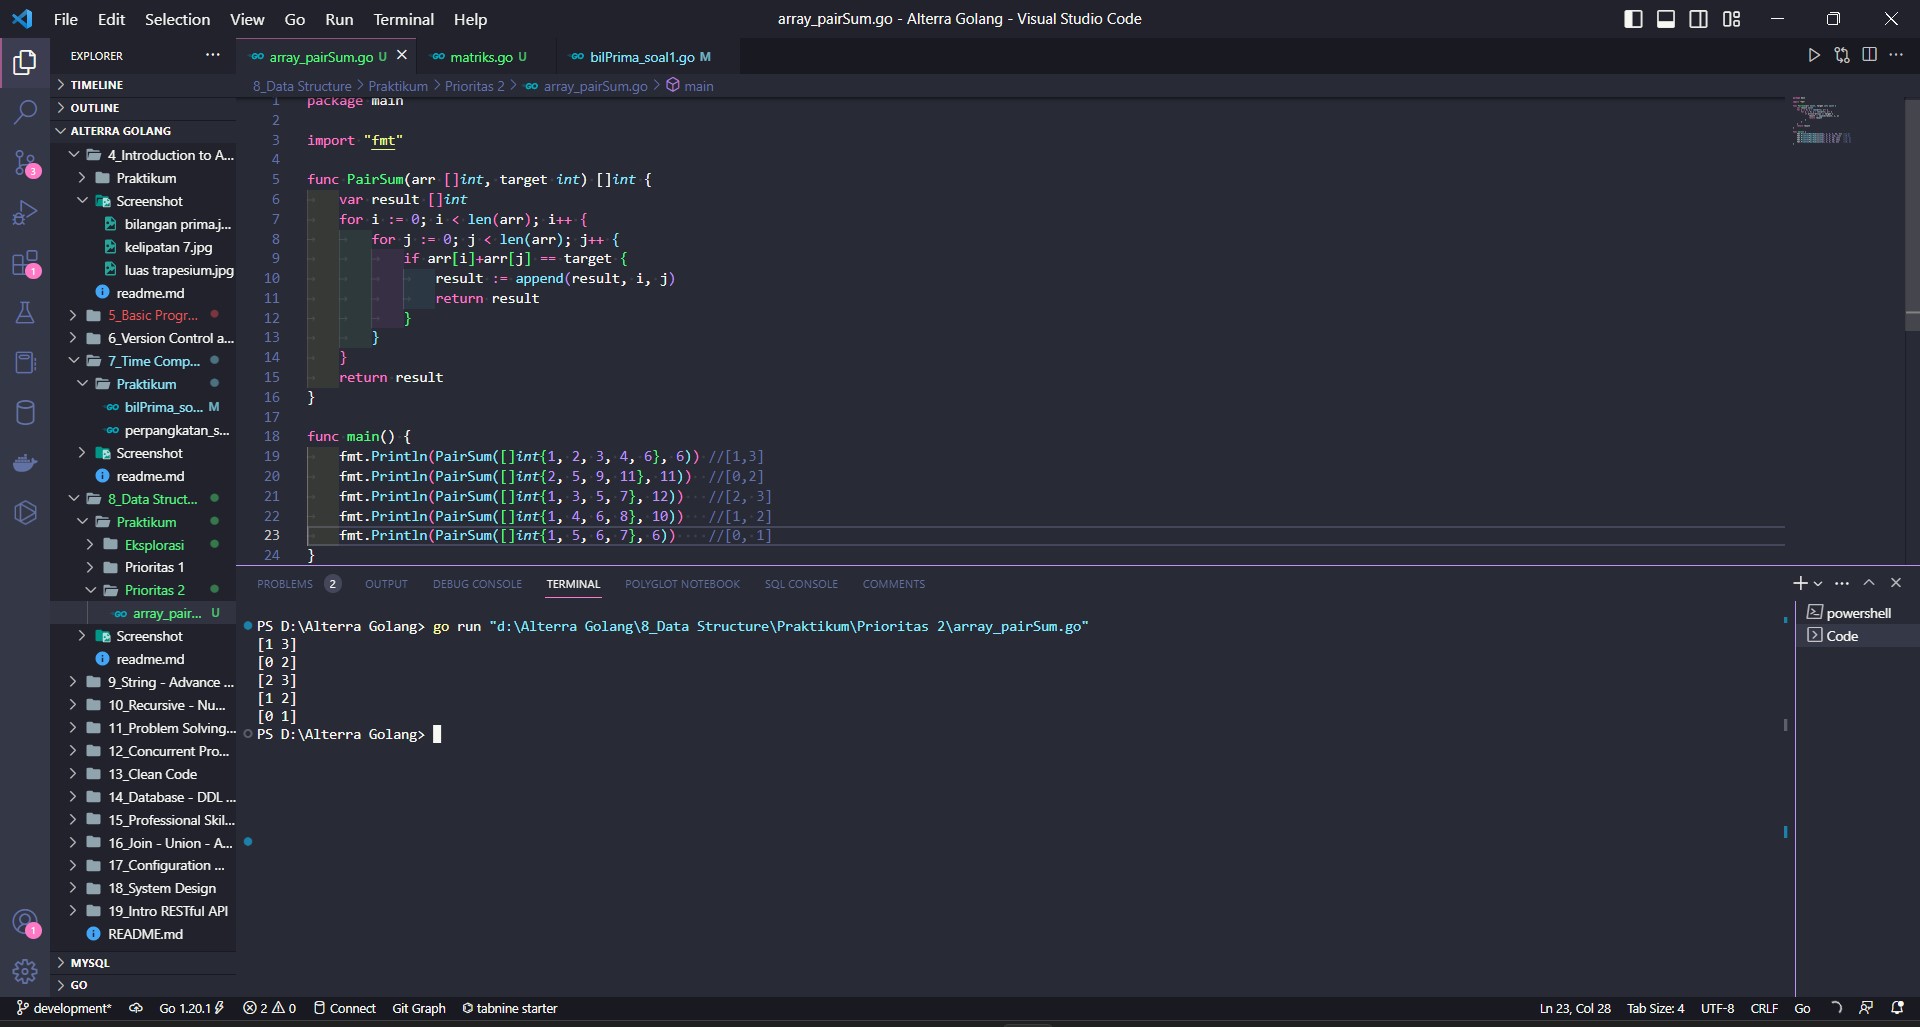 File Edit Selection View Go Run Terminal Help
array_pairSum.go - Alterra Golang - Visual Studio Code
EXPLORER
TIMELINE
OUTLINE
ALTERRA GOLANG
4_Introduction to A...
Praktikum
Screenshot
bilangan prima.j...
kelipatan 7.jpg
luas trapesium.jpg
readme.md
5_Basic Progr...
6_Version Control a...
7_Time Comp...
Praktikum
bilPrima_so... M
perpangkatan_s...
Screenshot
readme.md
8_Data Struct...
Praktikum
Eksplorasi
Prioritas 1
Prioritas 2
array_pair... U
Screenshot
readme.md
9_String - Advance ...
10_Recursive - Nu...
11_Problem Solving...
12_Concurrent Pro...
13_Clean Code
14_Database - DDL ...
15_Professional Skil...
16_Join - Union - A...
17_Configuration ...
18_System Design
19_Intro RESTful API
README.md
MYSQL
GO
3
1
1
array_pairSum.go U
matriks.go U
bilPrima_soal1.go M
8_Data Structure > Praktikum > Prioritas 2 > array_pairSum.go > main
1 package main
2
3 import "fmt"
4
5 func PairSum(arr []int, target int) []int {
6 var result []int
7 for i := 0; i < len(arr); i++ {
8 for j := 0; j < len(arr); j++ {
9 if arr[i]+arr[j] == target {
10 result := append(result, i, j)
11 return result
12 }
13 }
14 }
15 return result
16 }
17
18 func main() {
19 fmt.Println(PairSum([]int{1, 2, 3, 4, 6}, 6)) //[1,3]
20 fmt.Println(PairSum([]int{2, 5, 9, 11}, 11)) //[0,2]
21 fmt.Println(PairSum([]int{1, 3, 5, 7}, 12)) //[2, 3]
22 fmt.Println(PairSum([]int{1, 4, 6, 8}, 10)) //[1, 2]
23 fmt.Println(PairSum([]int{1, 5, 6, 7}, 6)) //[0, 1]
24 }
PROBLEMS 2 OUTPUT DEBUG CONSOLE TERMINAL POLYGLOT NOTEBOOK SQL CONSOLE COMMENTS
PS D:\Alterra Golang> go run "d:\Alterra Golang\8_Data Structure\Praktikum\Prioritas 2\array_pairSum.go"
[1 3]
[0 2]
[2 3]
[1 2]
[0 1]
PS D:\Alterra Golang>
powershell
Code
development* Go 1.20.1 2 0 Connect Git Graph tabnine starter
Ln 23, Col 28 Tab Size: 4 UTF-8 CRLF Go